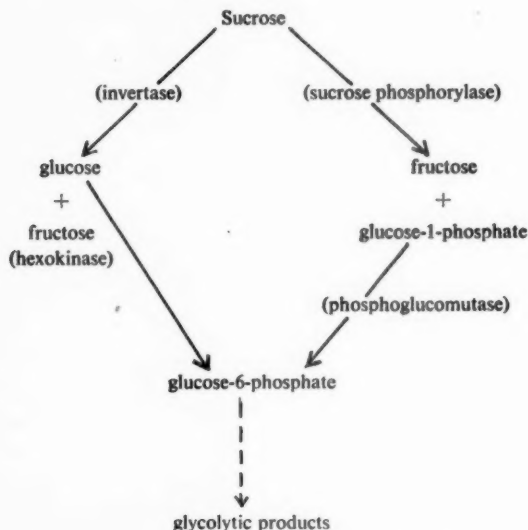 Sucrose
(invertase)
(sucrose phosphorylase)
glucose
+
fructose
(hexokinase)
fructose
+
glucose-1-phosphate
(phosphoglucomutase)
glucose-6-phosphate
glycolytic products